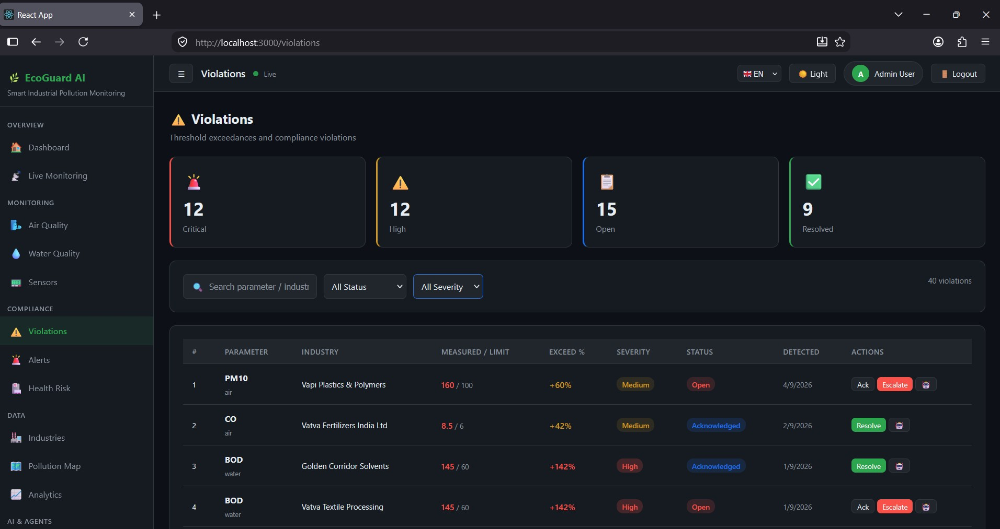 React App
http://localhost:3000/violations
EcoGuard AI
Smart Industrial Pollution Monitoring
OVERVIEW
Dashboard
Live Monitoring
MONITORING
Air Quality
Water Quality
Sensors
COMPLIANCE
Violations
Alerts
Health Risk
DATA
Industries
Pollution Map
Analytics
AI & AGENTS
Violations Live
EN
Light
A Admin User
Logout
Violations
Threshold exceedances and compliance violations
12
Critical
12
High
15
Open
9
Resolved
Search parameter / industr
All Status
All Severity
40 violations
# PARAMETER INDUSTRY MEASURED / LIMIT EXCEED % SEVERITY STATUS DETECTED ACTIONS
1 PM10 air Vapi Plastics & Polymers 160 / 100 +60% Medium Open 4/9/2026 Ack Escalate
2 CO air Vatva Fertilizers India Ltd 8.5 / 6 +42% Medium Acknowledged 2/9/2026 Resolve
3 BOD water Golden Corridor Solvents 145 / 60 +142% High Acknowledged 1/9/2026 Resolve
4 BOD water Vatva Textile Processing 145 / 60 +142% High Open 1/9/2026 Ack Escalate